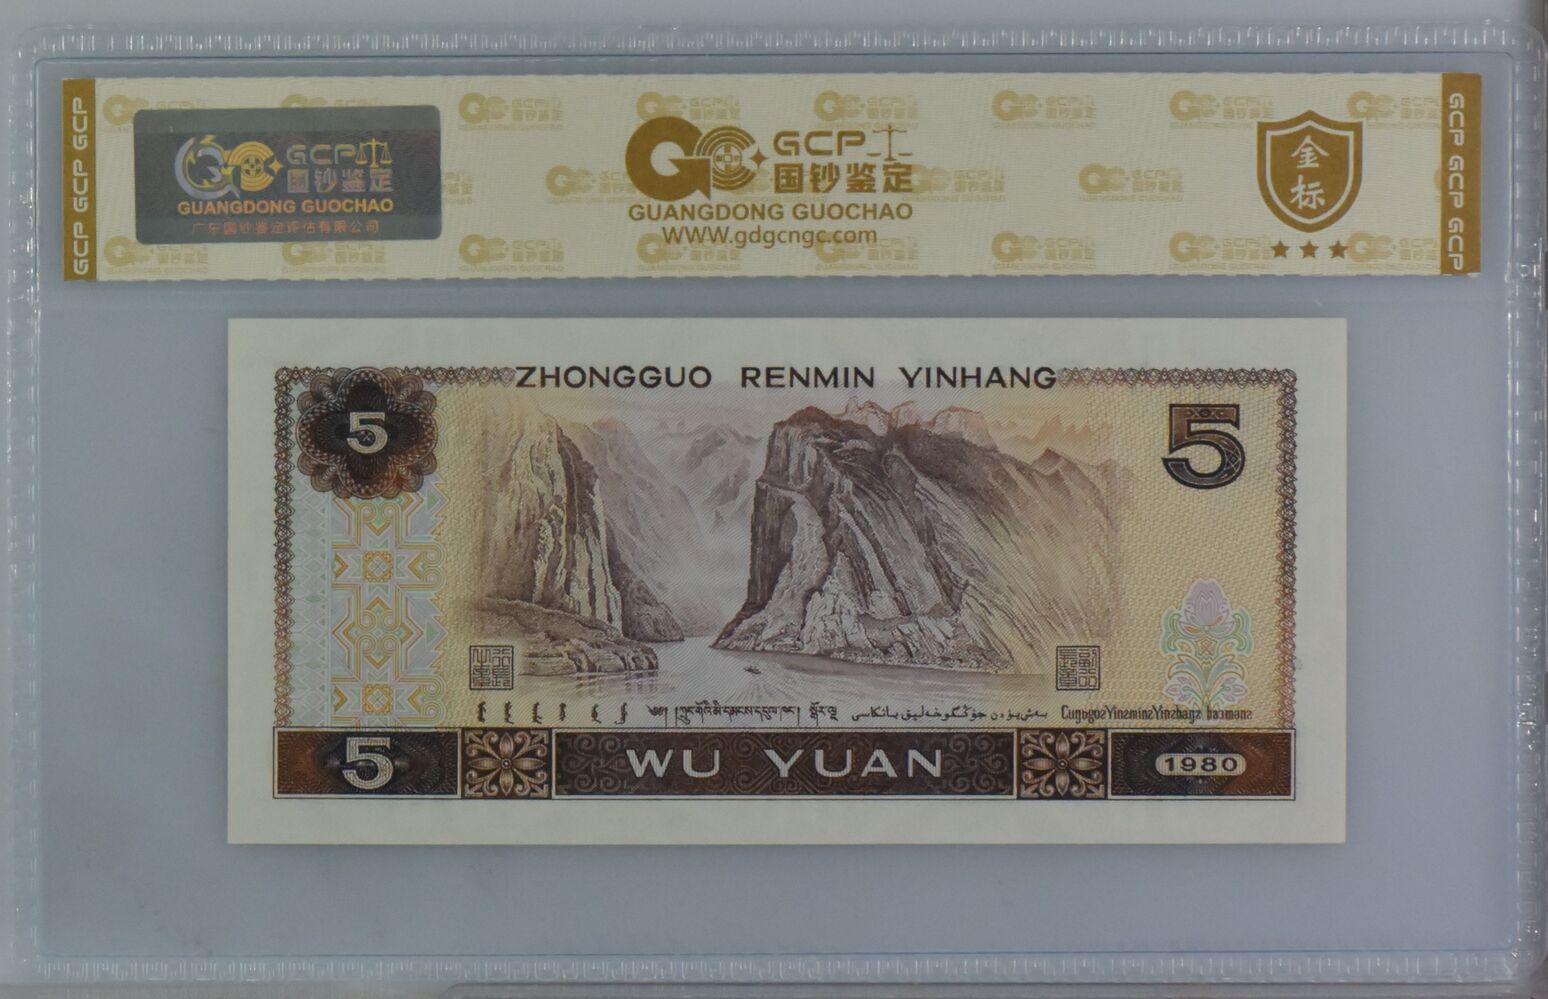 GCP GCP GCP
GCP
国钞鉴定
GUANGDONG GUOCHAO
广东国钞鉴定评估有限公司
GCP
国钞鉴定
GUANGDONG GUOCHAO
WWW.gdgcngc.com
金
标
GCP GCP GCP
ZHONGGUO RENMIN YINHANG
5
5
5
WU YUAN
1980